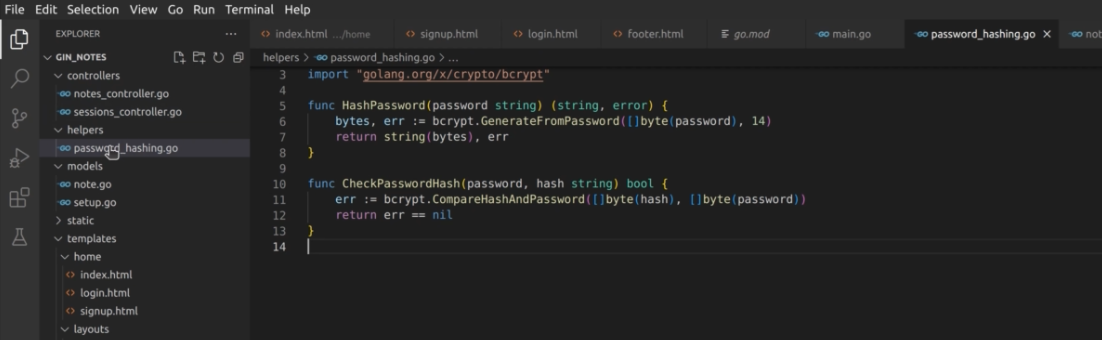 File Edit Selection View Go Run Terminal Help
EXPLORER ...
index.html .../home signup.html login.html footer.html go.mod main.go password_hashing.go not
GIN_NOTES
helpers > password_hashing.go > ...
controllers
notes_controller.go
sessions_controller.go
helpers
password_hashing.go
models
note.go
setup.go
static
templates
home
index.html
login.html
signup.html
layouts
3 import "golang.org/x/crypto/bcrypt"
4
5 func HashPassword(password string) (string, error) {
6 bytes, err := bcrypt.GenerateFromPassword([]byte(password), 14)
7 return string(bytes), err
8 }
9
10 func CheckPasswordHash(password, hash string) bool {
11 err := bcrypt.CompareHashAndPassword([]byte(hash), []byte(password))
12 return err == nil
13 }
14